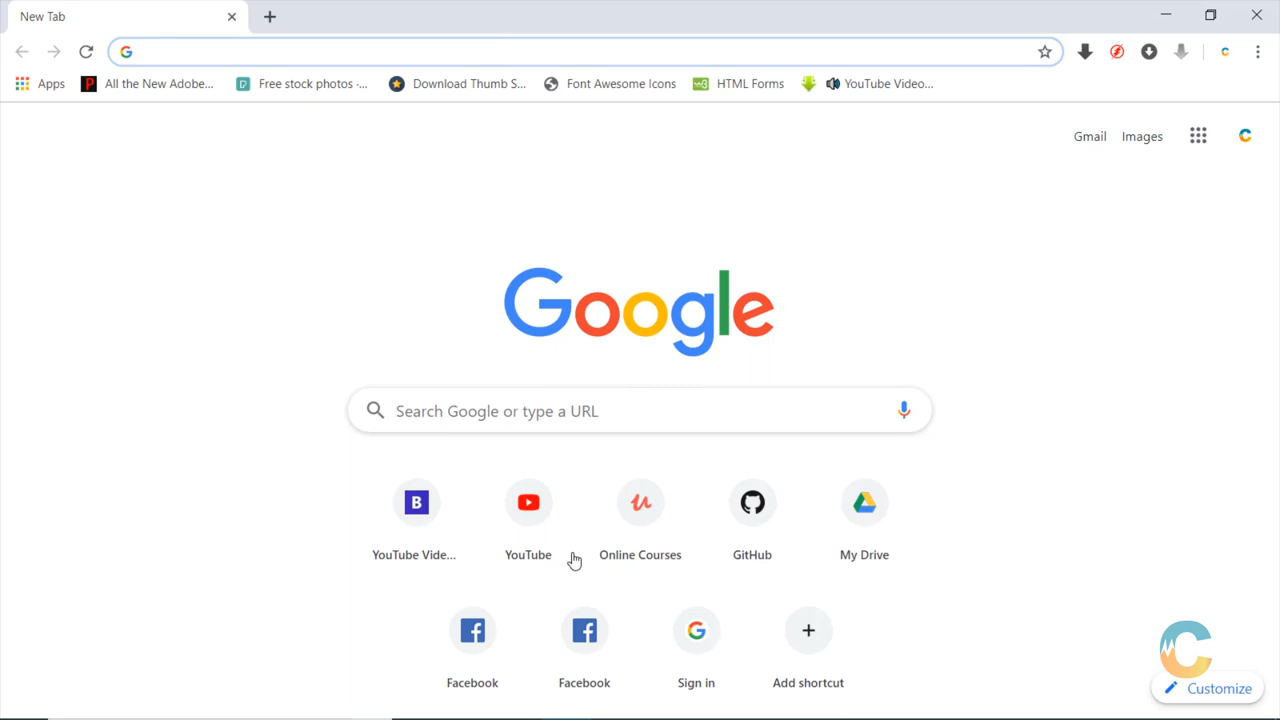 New Tab
Apps All the New Adobe... Free stock photos -... Download Thumb S... Font Awesome Icons HTML Forms YouTube Video...
Gmail Images
Google
Search Google or type a URL
YouTube Vide... YouTube Online Courses GitHub My Drive
Facebook Facebook Sign in Add shortcut
Customize